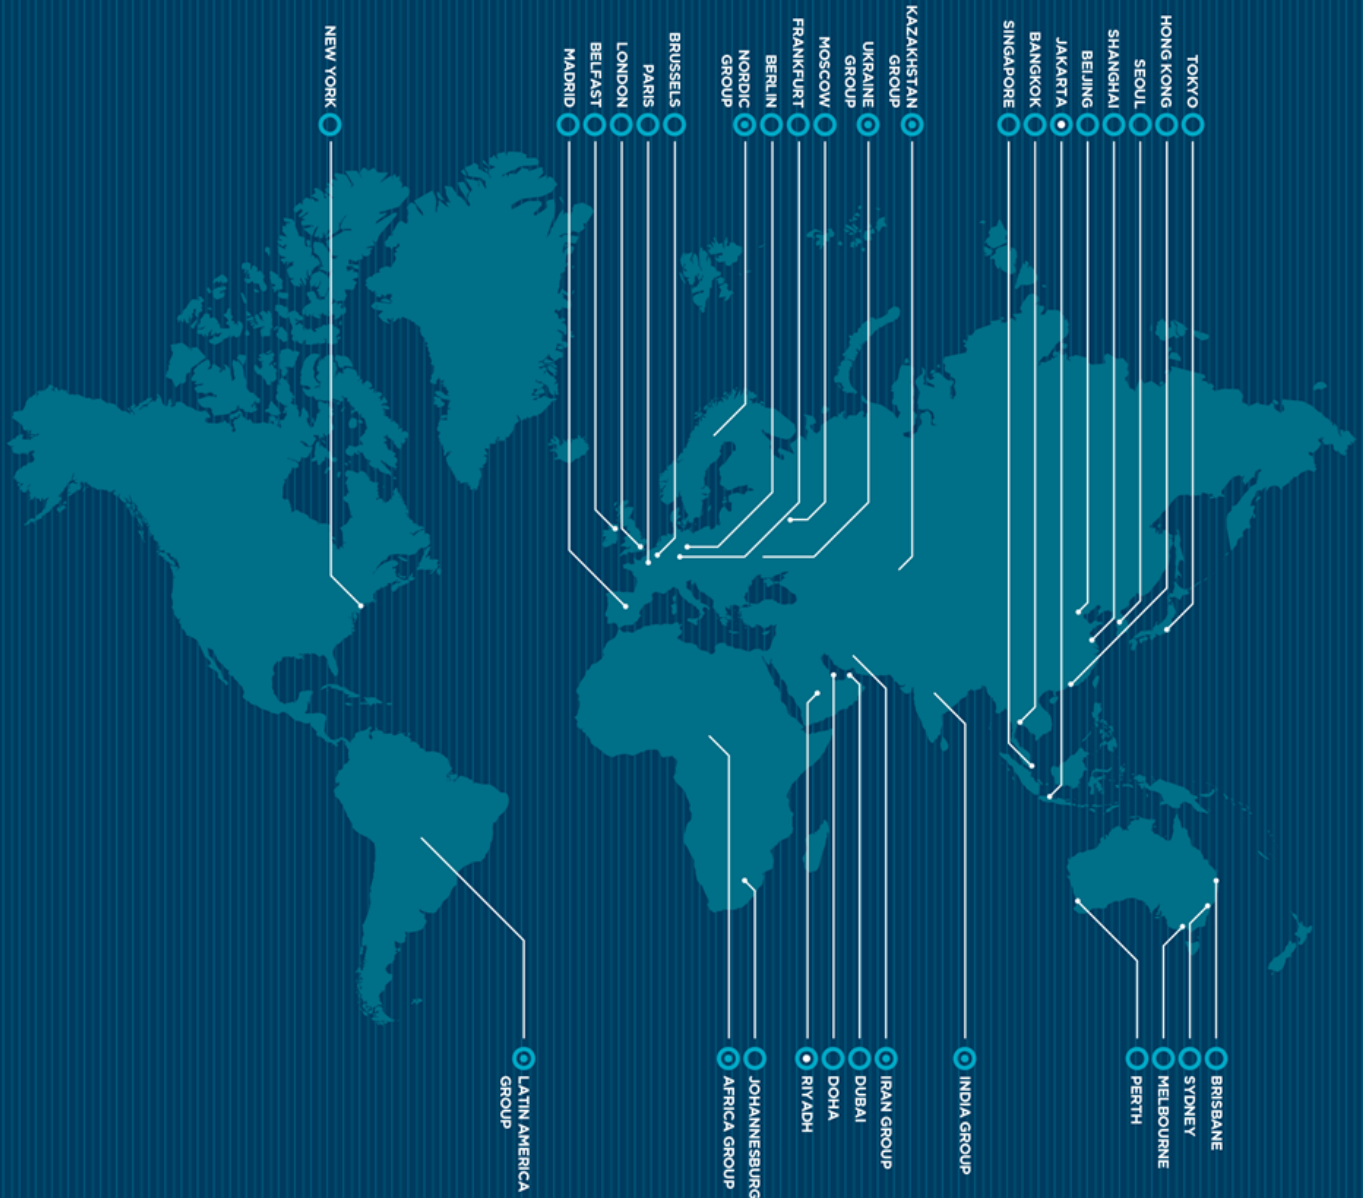 NEW YORK
MADRID
BELFAST
LONDON
PARIS
BRUSSELS
NORDIC
GROUP
BERLIN
FRANKFURT
MOSCOW
UKRAINE
GROUP
KAZAKHSTAN
GROUP
SINGAPORE
BANGKOK
JAKARTA
BEIJING
SHANGHAI
SEOUL
HONG KONG
TOKYO
LATIN AMERICA
GROUP
AFRICA GROUP
JOHANNESBURG
RIYADH
DOHA
DUBAI
IRAN GROUP
INDIA GROUP
PERTH
MELBOURNE
SYDNEY
BRISBANE